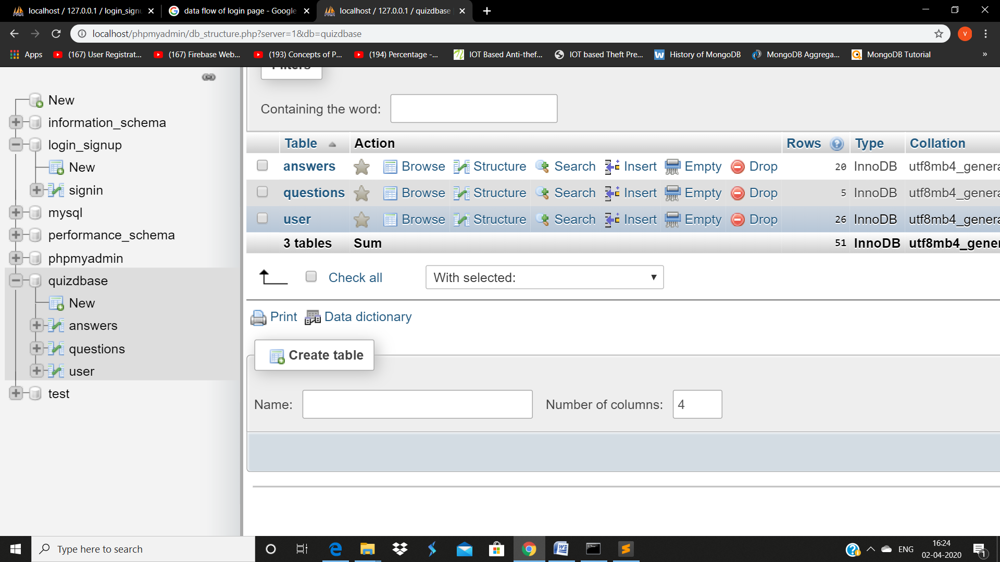 localhost / 127.0.0.1 / login_signu
data flow of login page - Google
localhost / 127.0.0.1 / quizdbase
localhost/phpmyadmin/db_structure.php?server=1&db=quizdbase
V
Apps
(167) User Registrat...
(167) Firebase Web...
(193) Concepts of P...
(194) Percentage -...
IOT Based Anti-thef...
IOT based Theft Pre...
History of MongoDB
MongoDB Aggrega...
MongoDB Tutorial
»
New
information_schema
login_signup
New
signin
mysql
performance_schema
phpmyadmin
quizdbase
New
answers
questions
user
test
Filters
Containing the word:
Table Action Rows Type Collation
answers Browse Structure Search Insert Empty Drop 20 InnoDB utf8mb4_genera
questions Browse Structure Search Insert Empty Drop 5 InnoDB utf8mb4_genera
user Browse Structure Search Insert Empty Drop 26 InnoDB utf8mb4_genera
3 tables Sum 51 InnoDB utf8mb4_gener
Check all With selected:
Print Data dictionary
Create table
Name: Number of columns: 4
Type here to search
ENG
16:24
02-04-2020
1